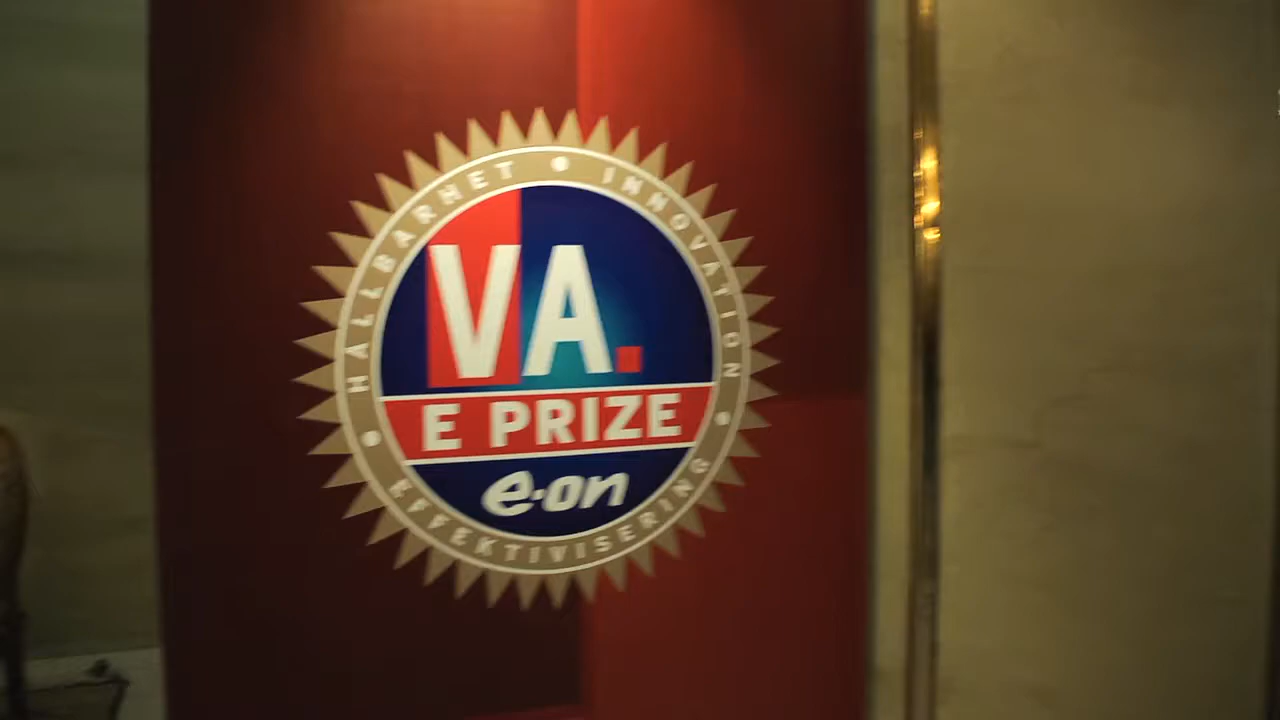 HÅLLBARHET • INNOVATION
VA.
E PRIZE
e·on
• EFFEKTIVISERING •